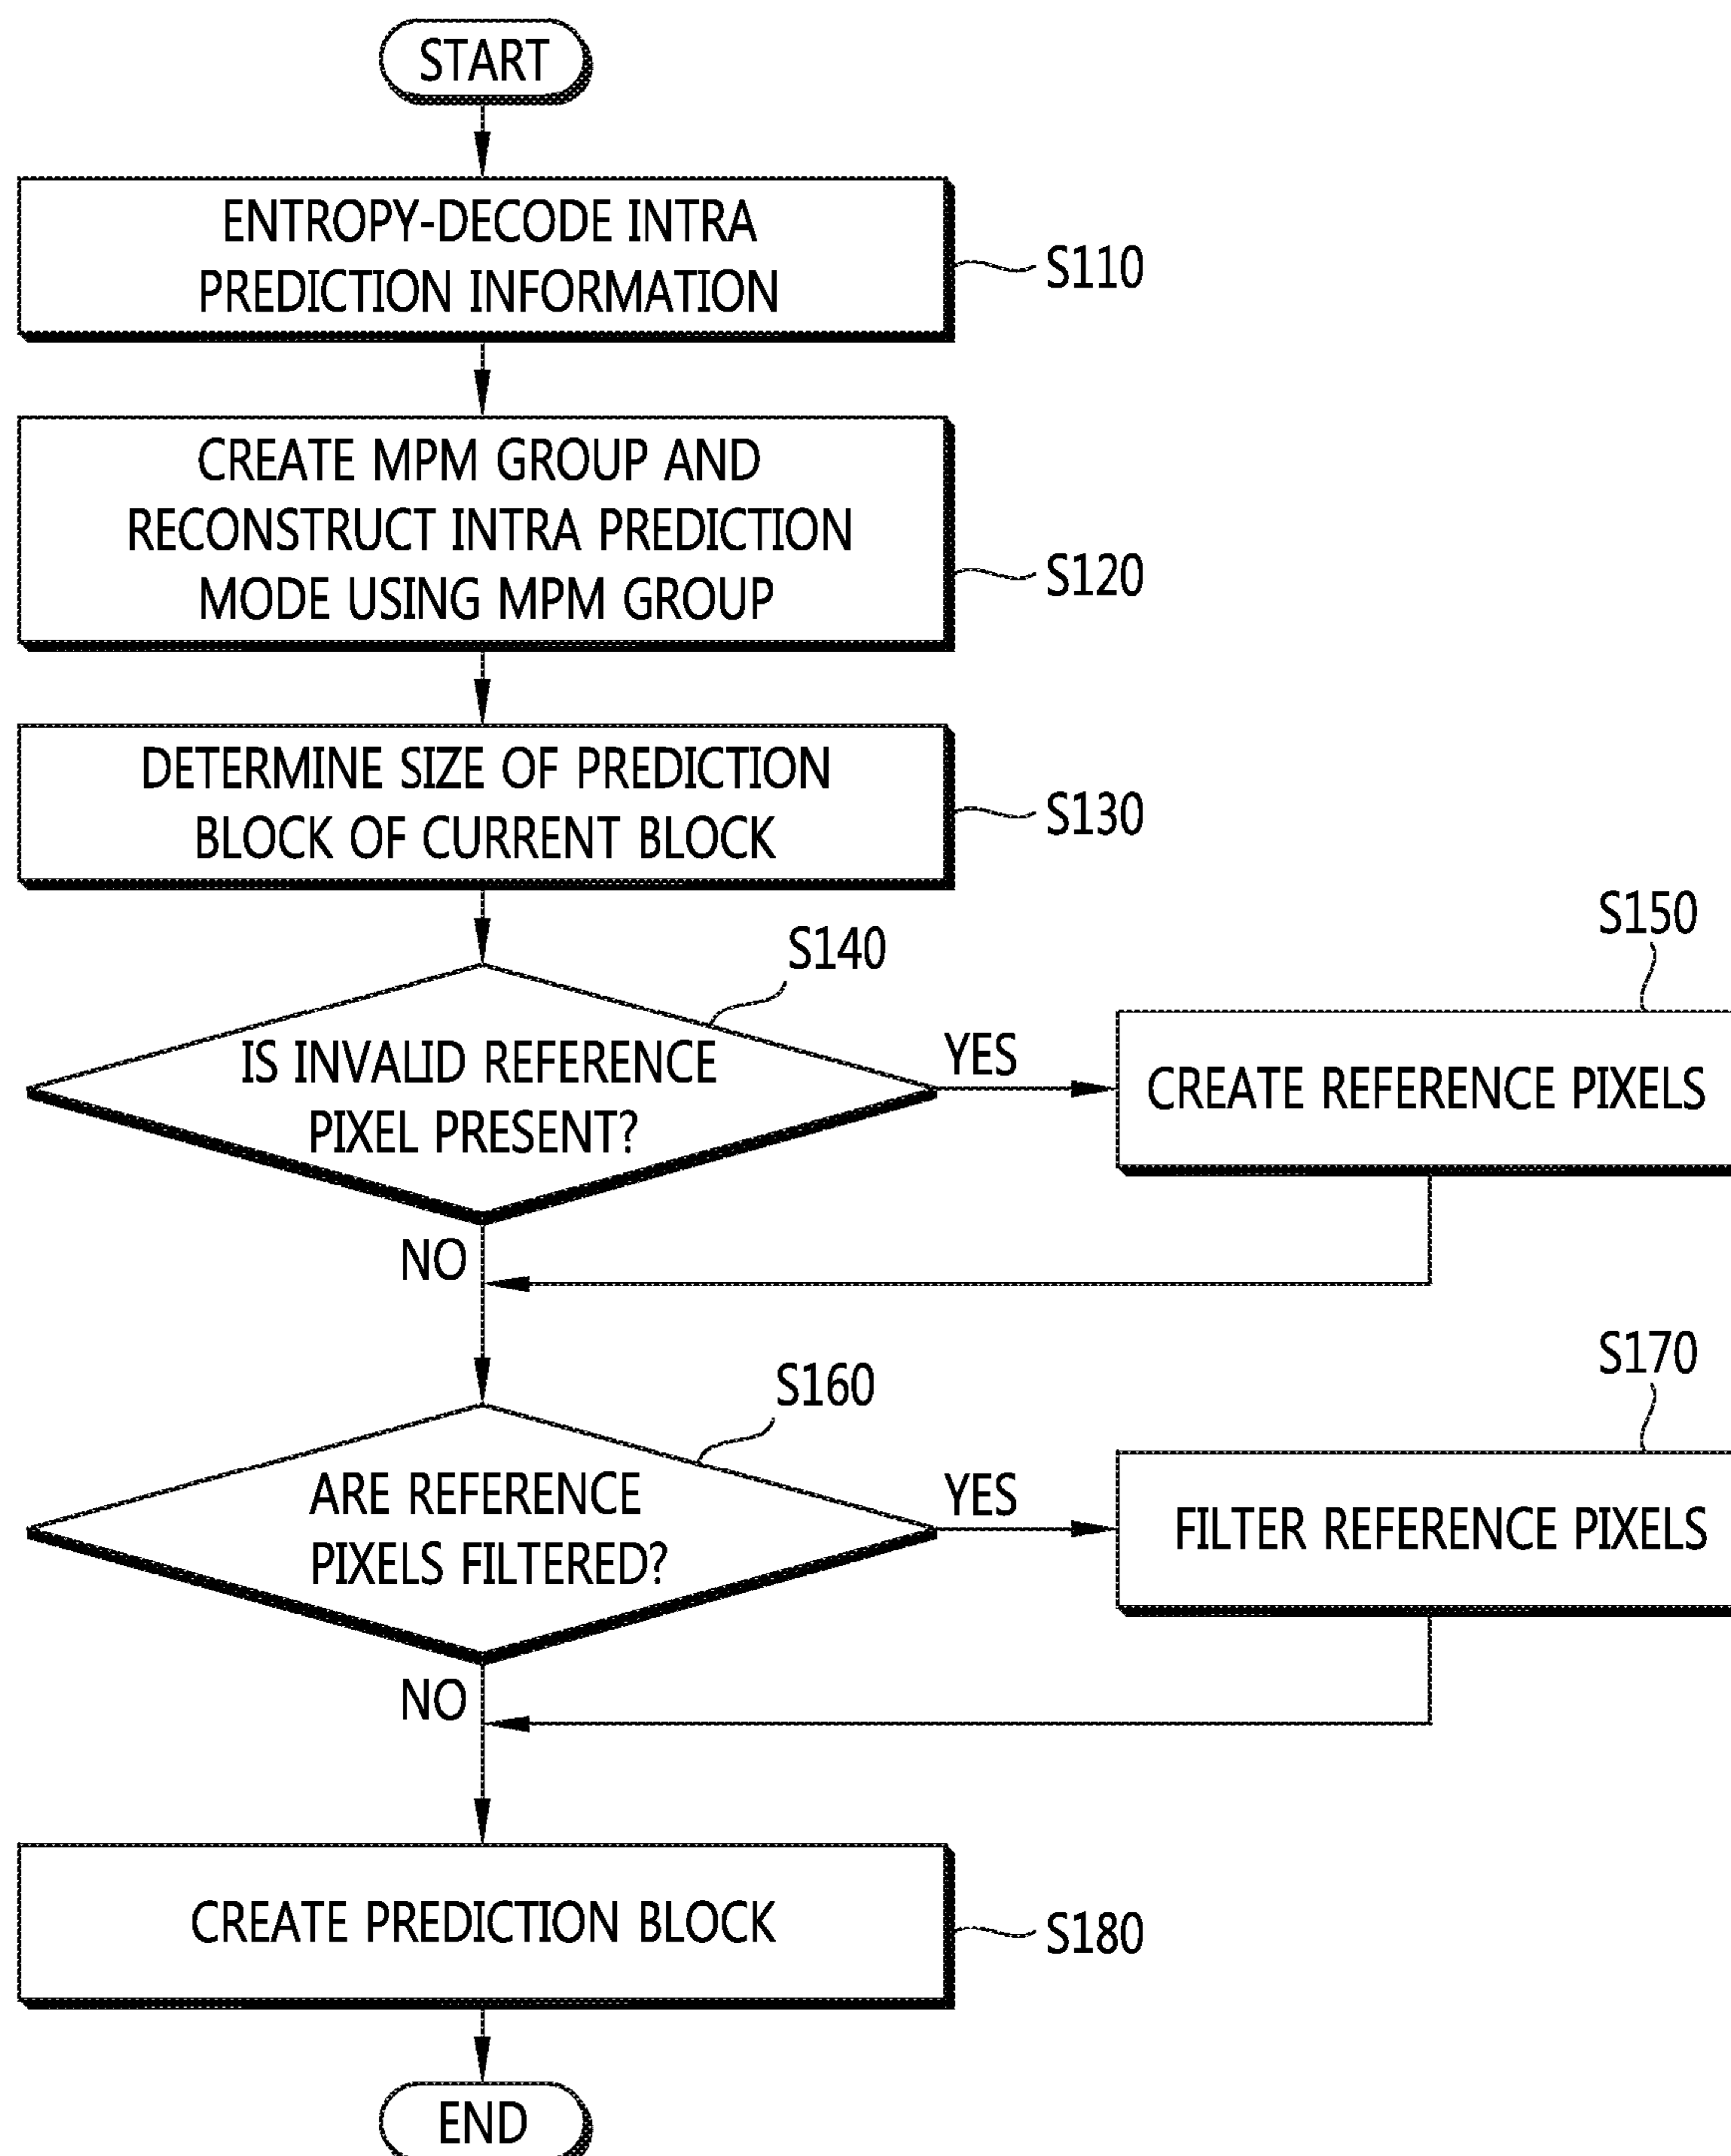 START
ENTROPY-DECODE INTRA
PREDICTION INFORMATION
S110
CREATE MPM GROUP AND
RECONSTRUCT INTRA PREDICTION
MODE USING MPM GROUP
S120
DETERMINE SIZE OF PREDICTION
BLOCK OF CURRENT BLOCK
S130
S140
IS INVALID REFERENCE
PIXEL PRESENT?
YES
S150
CREATE REFERENCE PIXELS
NO
S160
ARE REFERENCE
PIXELS FILTERED?
YES
S170
FILTER REFERENCE PIXELS
NO
CREATE PREDICTION BLOCK
S180
END